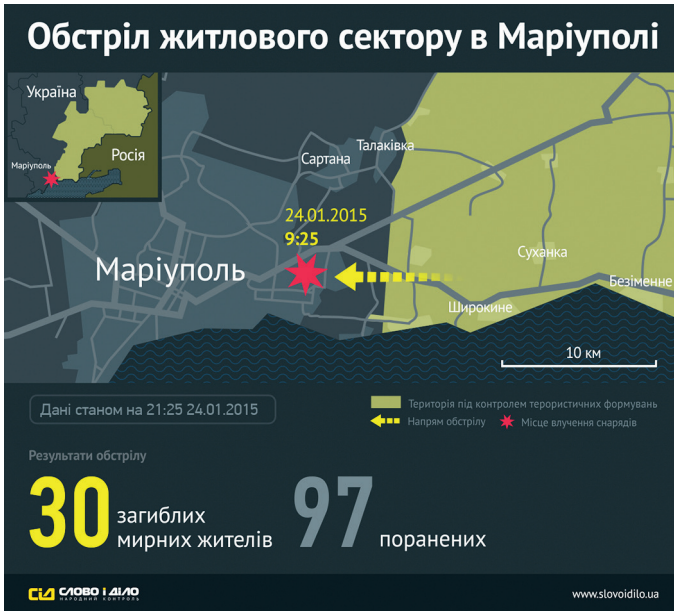 Обстріл житлового сектору в Маріуполі
Україна
Росія
Маріуполь
Талаківка
Сартана
24.01.2015
9:25
Маріуполь
Суханка
Безіменне
Широкине
10 км
Дані станом на 21:25 24.01.2015
Територія під контролем терористичних формувань
Напрям обстрілу
Місце влучення снарядів
Результати обстрілу
30 загиблих
мирних жителів
97 поранених
СіД СЛОВО і ДІЛО
НАРОДНИЙ КОНТРОЛЬ
www.slovoidilo.ua